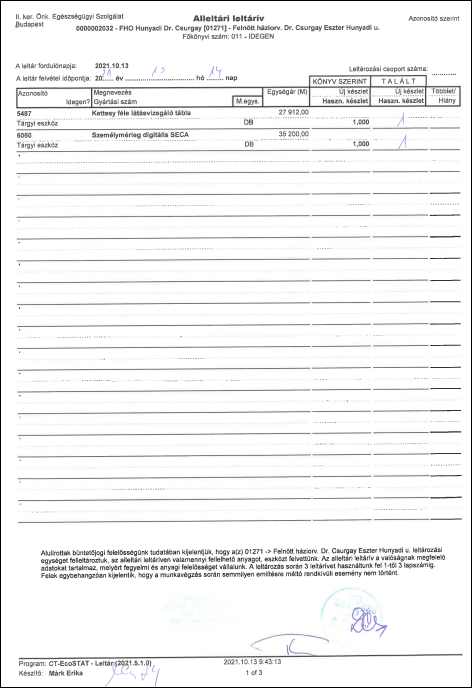 II. ker. Önk. Egészségügyi Szolgálat
Budapest
Alleltári leltárív
Azonosító szint
0000002032 - FHO Hunyadi Dr. Csurgay [01271] - Felnőtt háziorv. Dr. Csurgay Eszter Hunyadi u.
Főkönyvi szám: 011 - IDEGEN
A leltár fordulónapja: 2021.10.13
Leltározási csoport száma:
A leltár felvétel időpontja: 2021 év 10 hó 14 nap
Azonosító Megnevezés Egységár (M) KÖNYV SZERINT TALÁLT Többlet/
Új készlet Új készlet
Idegen? Gyártási szám M.egys. Haszn. készlet Haszn. készlet Hiány
5487 Kettesy féle látásvizsgáló tábla 27 912,00
Tárgyi eszköz DB 1,000 1
6050 Személymérleg digitális SECA 35 200,00
Tárgyi eszköz DB 1,000 1
Alulírottak büntetőjogi felelősségünk tudatában kijelentjük, hogy a(z) 01271 -> Felnőtt háziorv. Dr. Csurgay Eszter Hunyadi u. leltározási
egységet felleltároztuk, az alleltáríven valamennyi fellelhető anyagot, eszközt felvettünk. Az alleltári leltárív a valóságnak megfelelő
adatokat tartalmaz, melyért fegyelmi és anyagi felelősséget vállalunk. A leltározás során 3 leltárívet használtunk fel 1-től 3 lapszámig.
Felek egybehangzóan kijelentik, hogy a munkavégzés során semmilyen említésre méltó rendkívüli esemény nem történt.
Program: CT-EcoSTAT - Leltár (2021.5.1.0)
2021.10.13 9:43:13
Készítő: Márk Erika
1 of 3